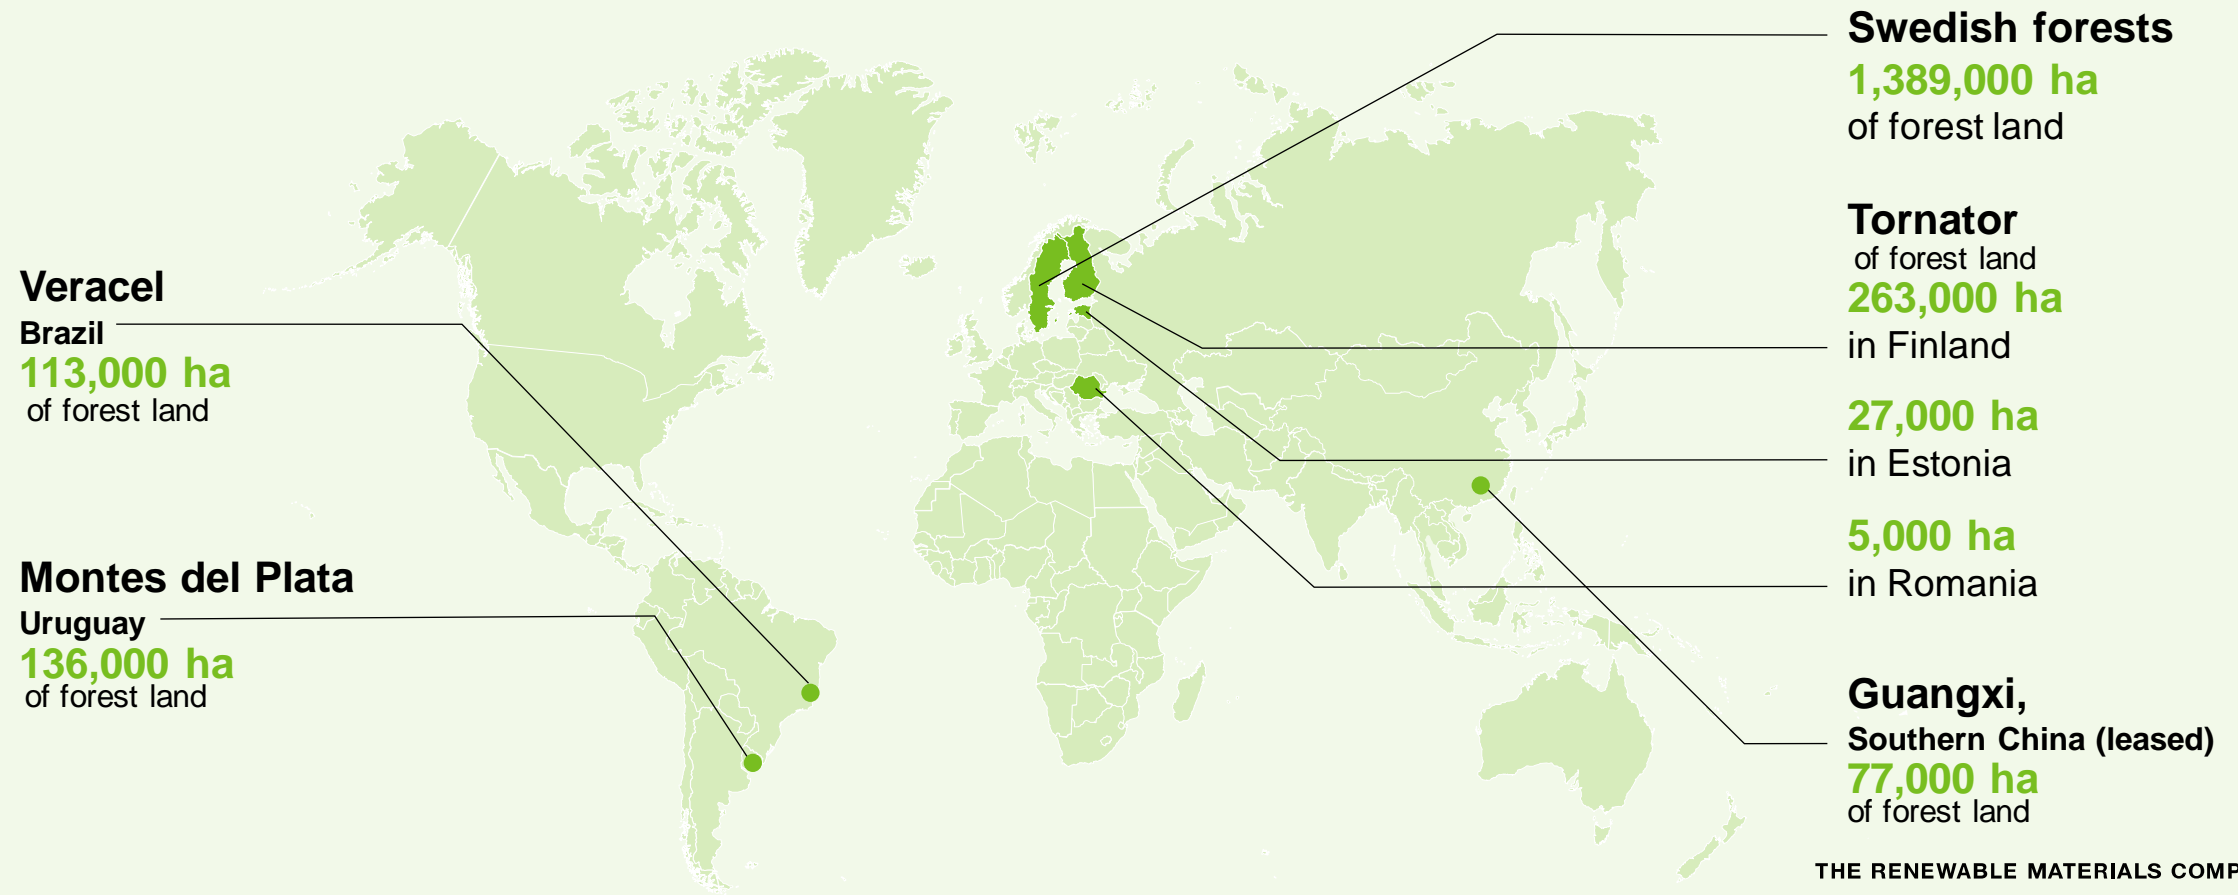 Veracel
Brazil
113,000 ha
of forest land
Montes del Plata
Uruguay
136,000 ha
of forest land
Swedish forests
1,389,000 ha
of forest land
Tornator
of forest land
263,000 ha
in Finland
27,000 ha
in Estonia
5,000 ha
in Romania
Guangxi,
Southern China (leased)
77,000 ha
of forest land
THE RENEWABLE MATERIALS COMP